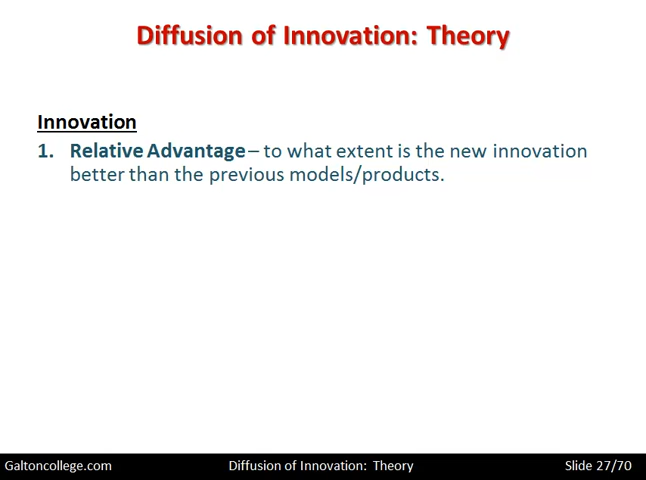 Diffusion of Innovation: Theory
Innovation
1. Relative Advantage – to what extent is the new innovation
better than the previous models/products.
Galtoncollege.com Diffusion of Innovation: Theory Slide 27/70